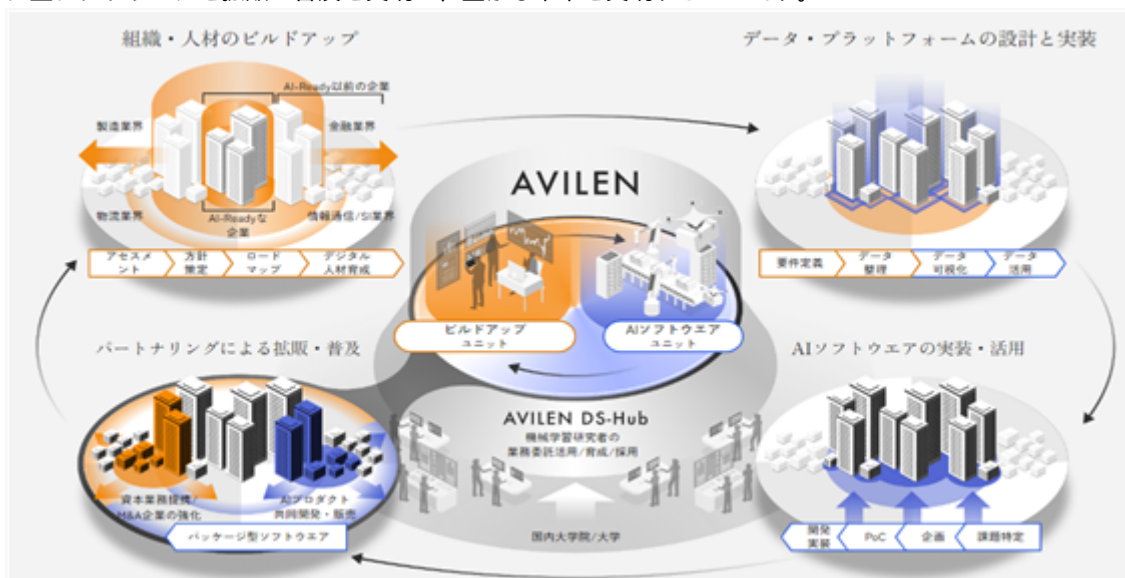 組織・人材のビルドアップ
データ・プラットフォームの設計と実装
AI-Ready以前の企業
製造業界
金融業界
物流業界
AI-Readyな
企業
情報通信/SI業界
アセスメ
ント
方針
策定
ロード
マップ
デジタル
人材育成
AVILEN
要件定義
データ
整理
データ
可視化
データ
活用
ビルドアップ
ユニット
AIソフトウエア
ユニット
パートナリングによる拡販・普及
AIソフトウエアの実装・活用
AVILEN DS-Hub
機械学習研究者の
業務委託活用/育成/採用
資本業務提携/
M&A企業の強化
AIプロダクト
共同開発・販売
パッケージ型ソフトウエア
国内大学院/大学
開発
実装
PoC
企画
課題特定